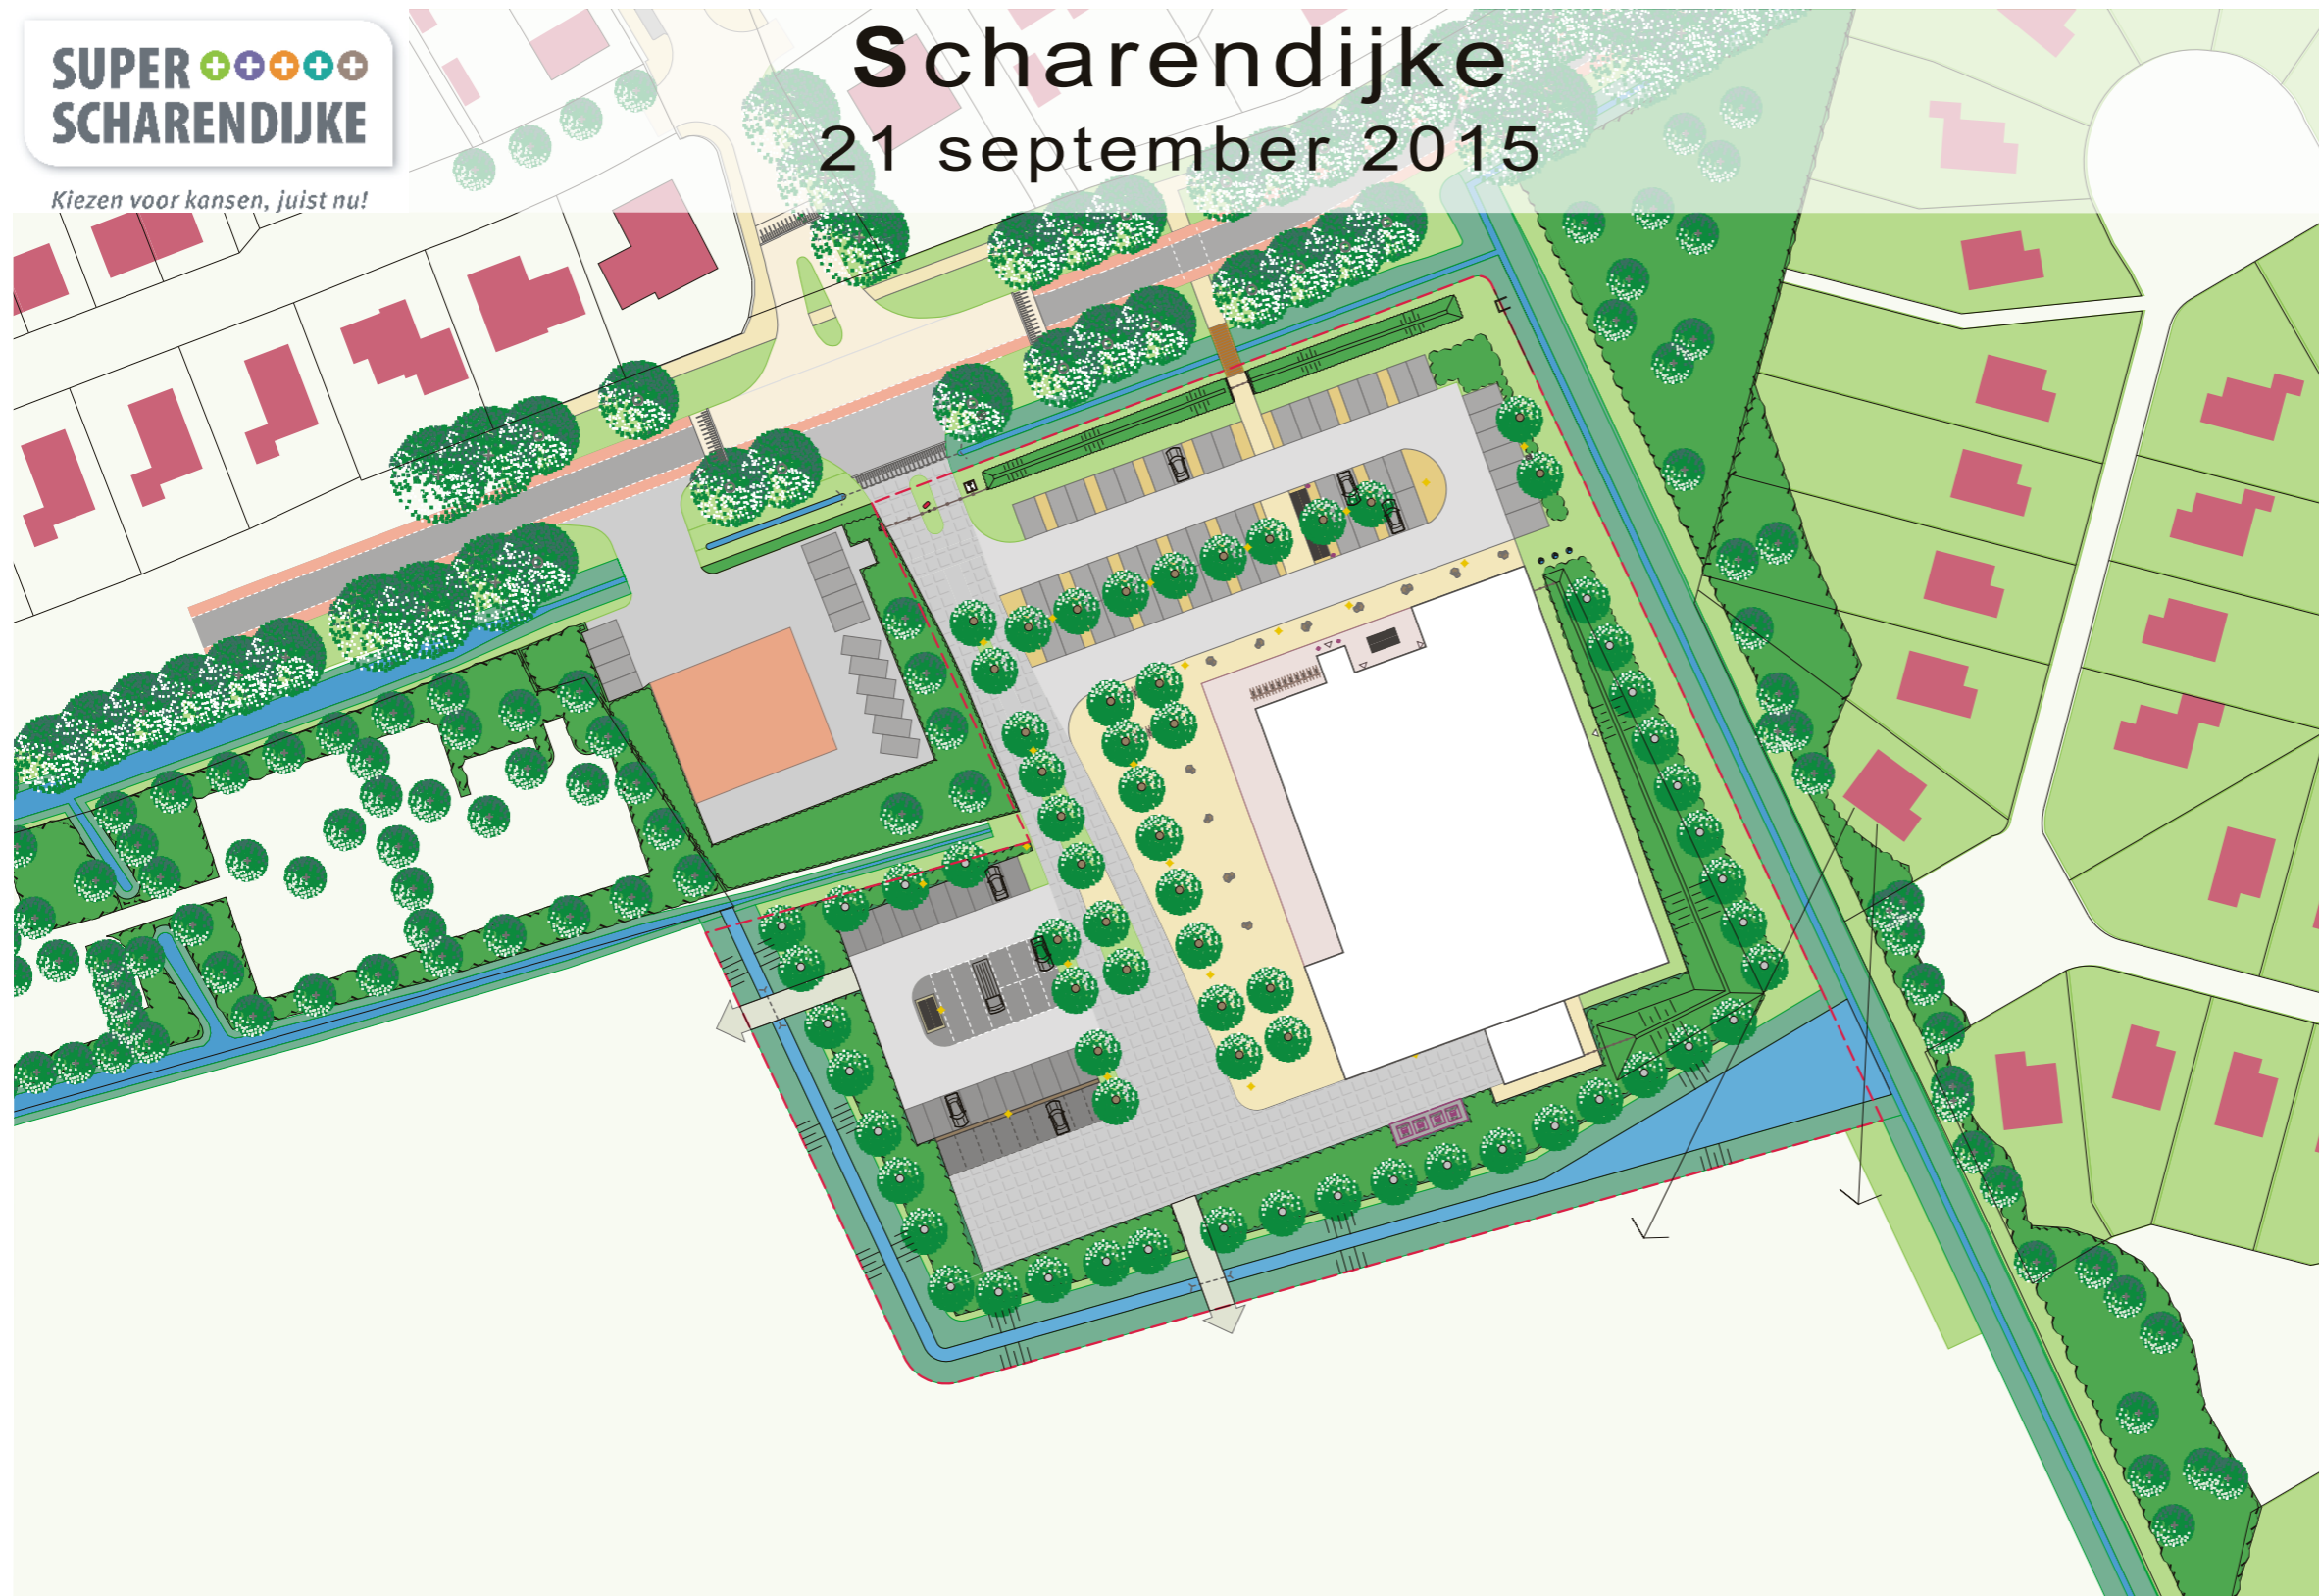 SUPER
SCHARENDIJKE
Kiezen voor kansen, juist nu!
Scharendijke
21 september 2015